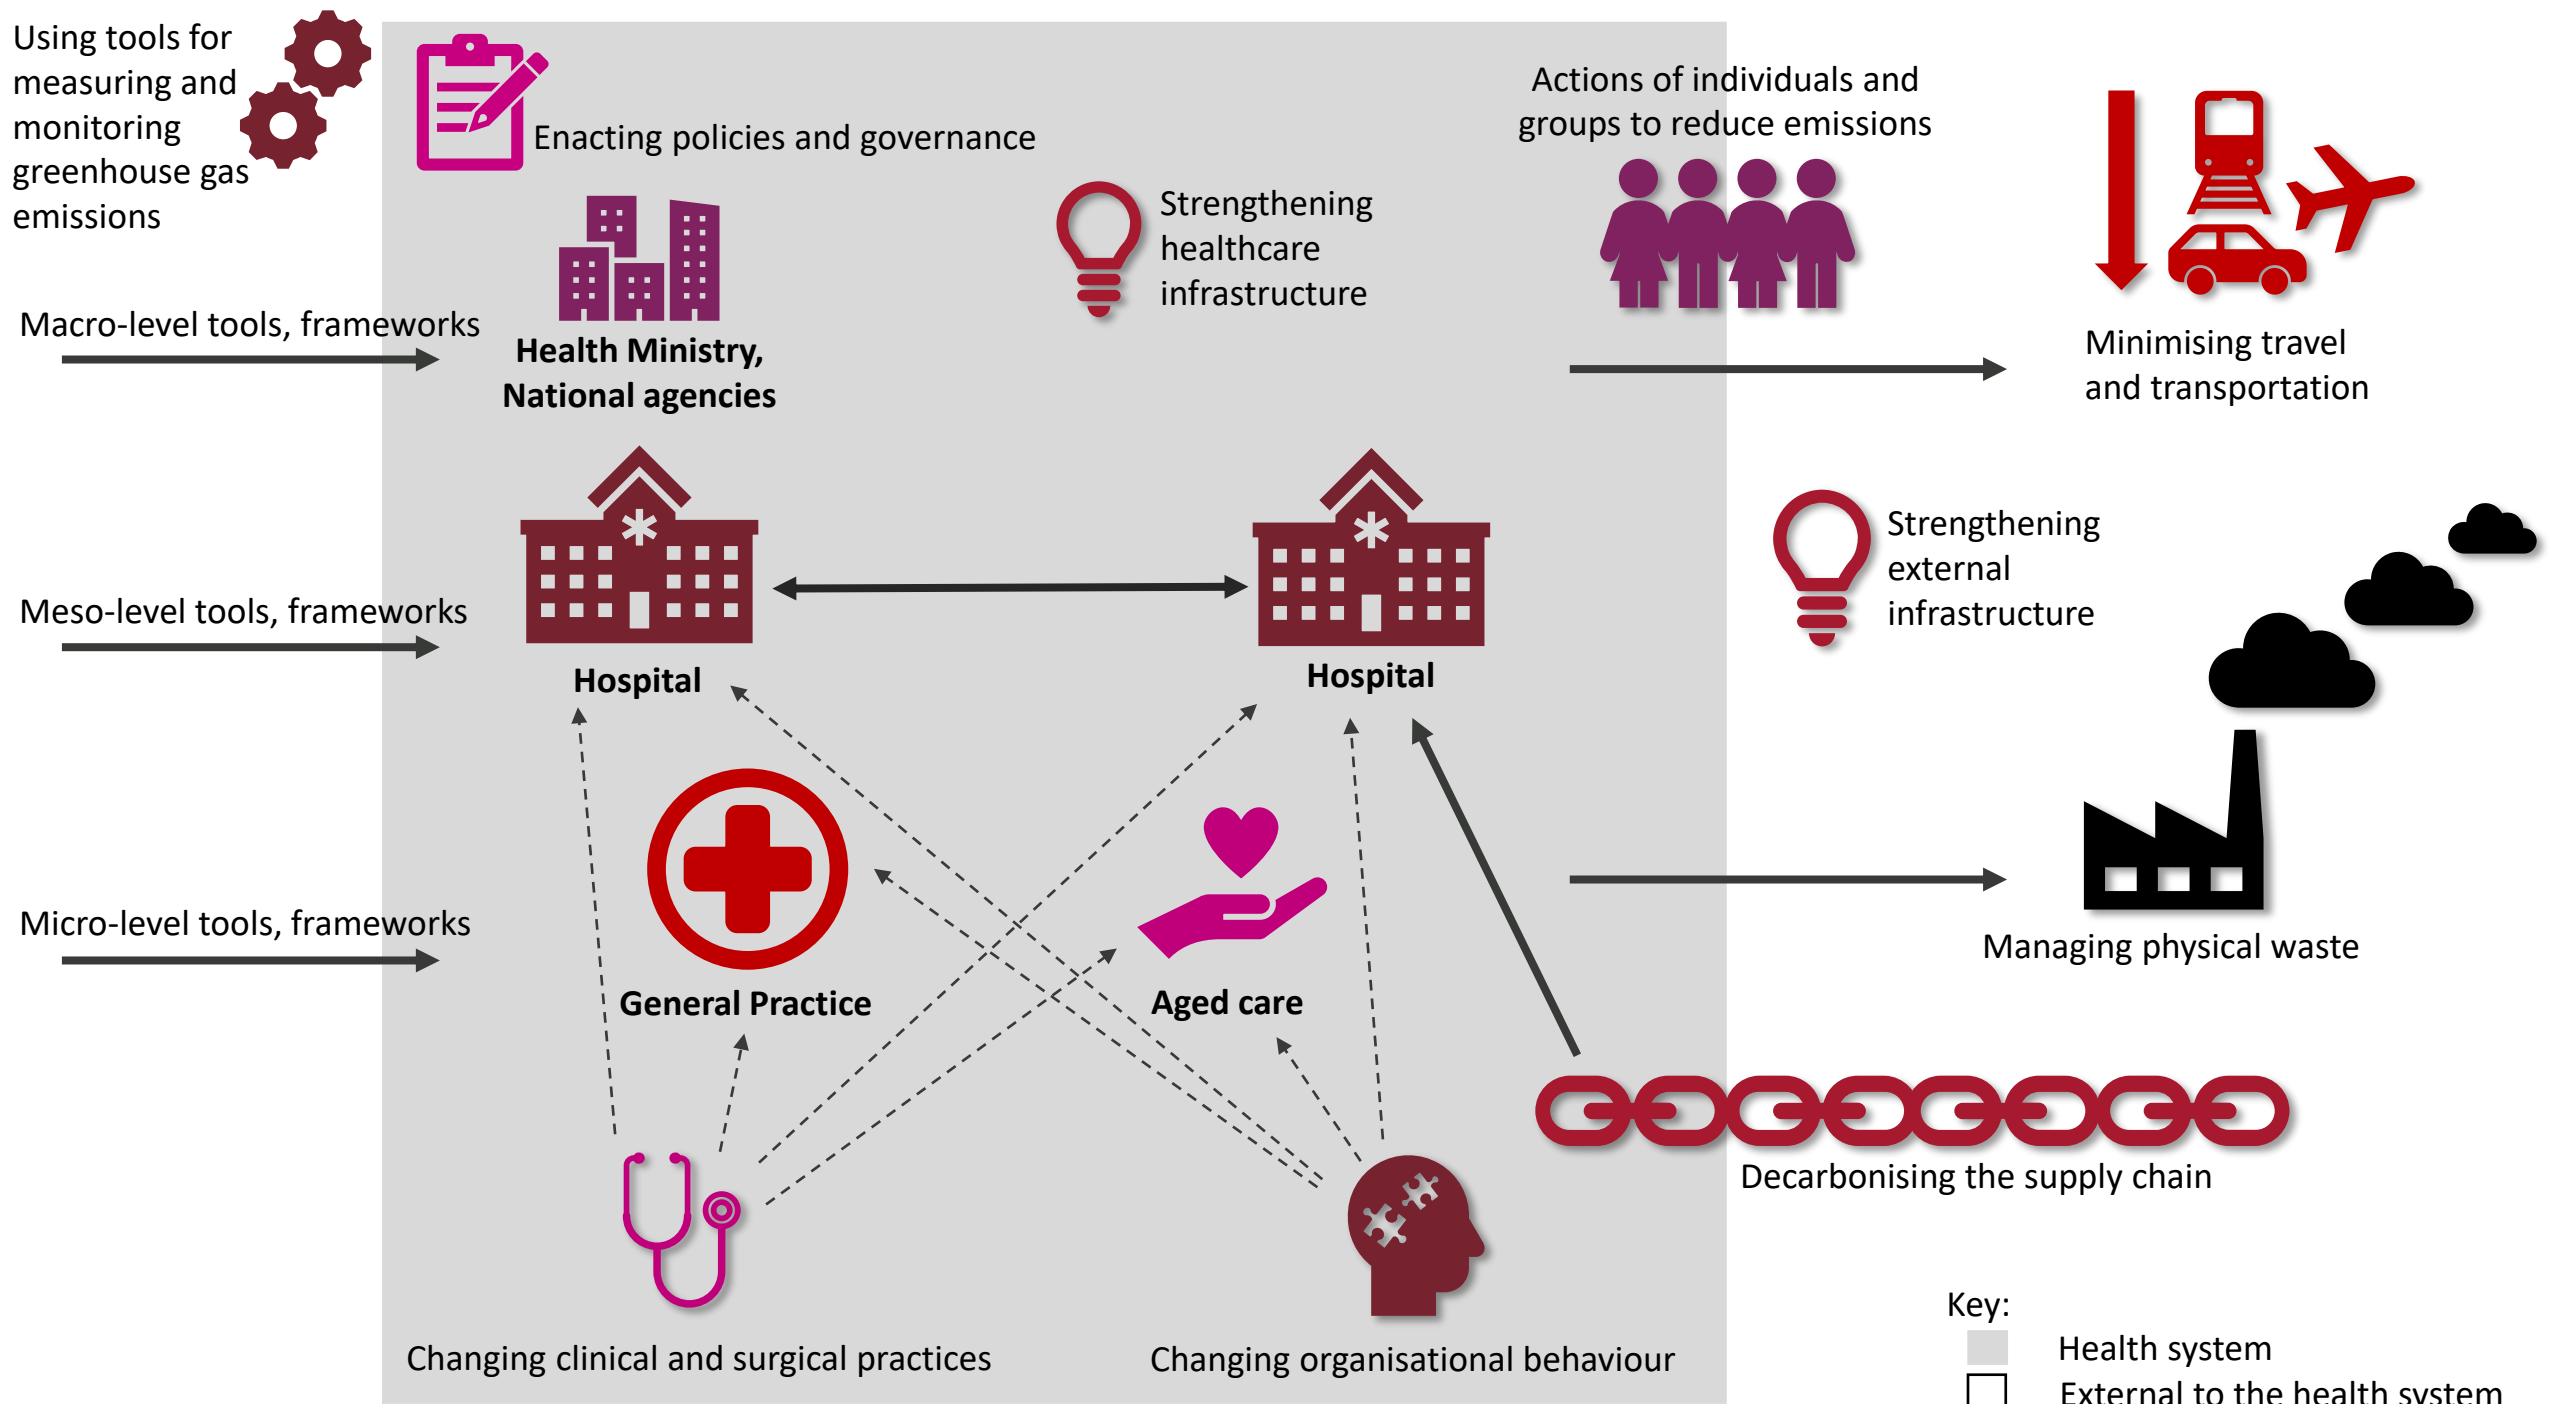 Using tools for
measuring and
monitoring
greenhouse gas
emissions
Enacting policies and governance
Strengthening
healthcare
infrastructure
Actions of individuals and
groups to reduce emissions
Macro-level tools, frameworks
Health Ministry,
National agencies
Minimising travel
and transportation
Meso-level tools, frameworks
Hospital
Hospital
Strengthening
external
infrastructure
Micro-level tools, frameworks
General Practice
Aged care
Managing physical waste
Decarbonising the supply chain
Changing clinical and surgical practices
Changing organisational behaviour
Key:
Health system
External to the health system